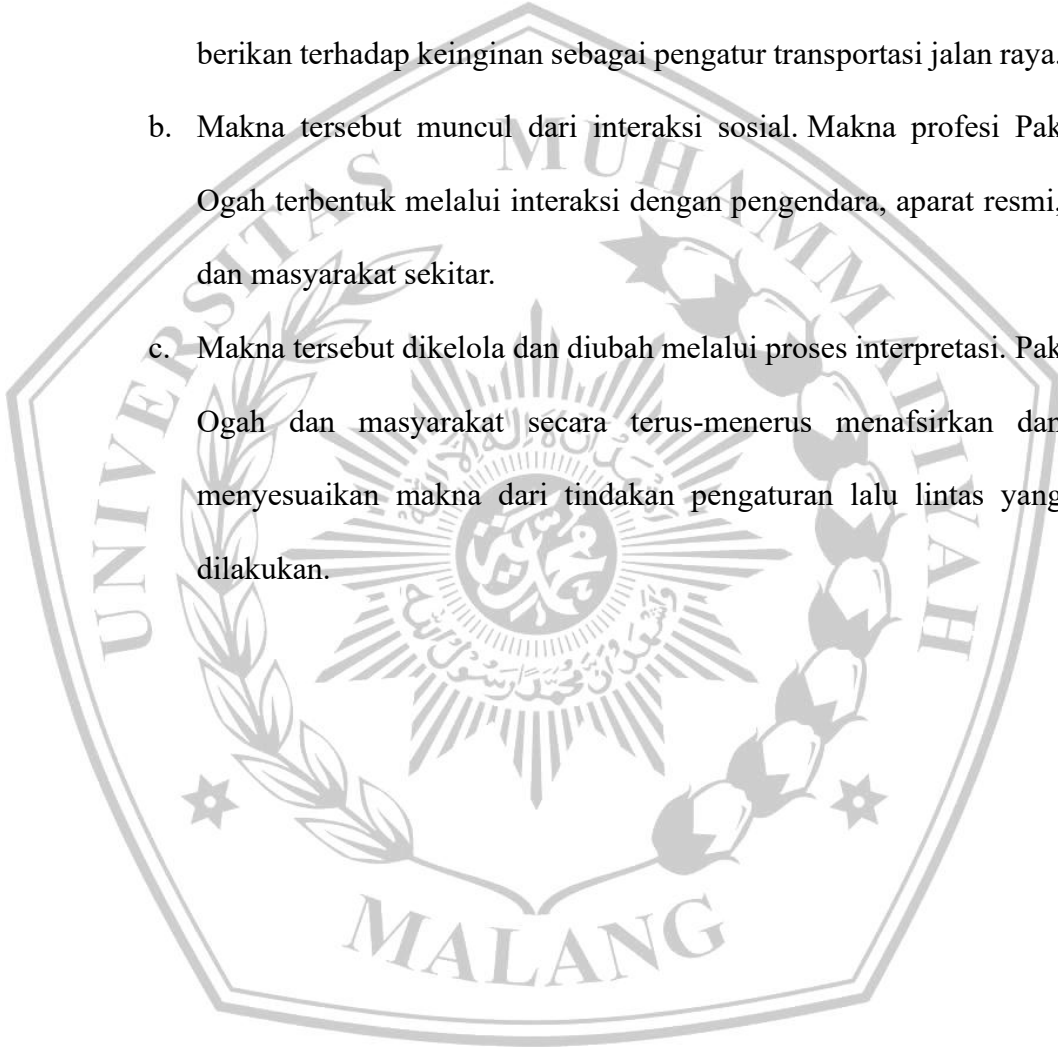 berikan terhadap keinginan sebagai pengatur transportasi jalan raya.
b. Makna tersebut muncul dari interaksi sosial. Makna profesi Pak
Ogah terbentuk melalui interaksi dengan pengendara, aparat resmi,
dan masyarakat sekitar.
c. Makna tersebut dikelola dan diubah melalui proses interpretasi. Pak
Ogah dan masyarakat secara terus-menerus menafsirkan dan
menyesuaikan makna dari tindakan pengaturan lalu lintas yang
dilakukan.
UNIVERSITAS MUHAMMADIYAH
MALANG